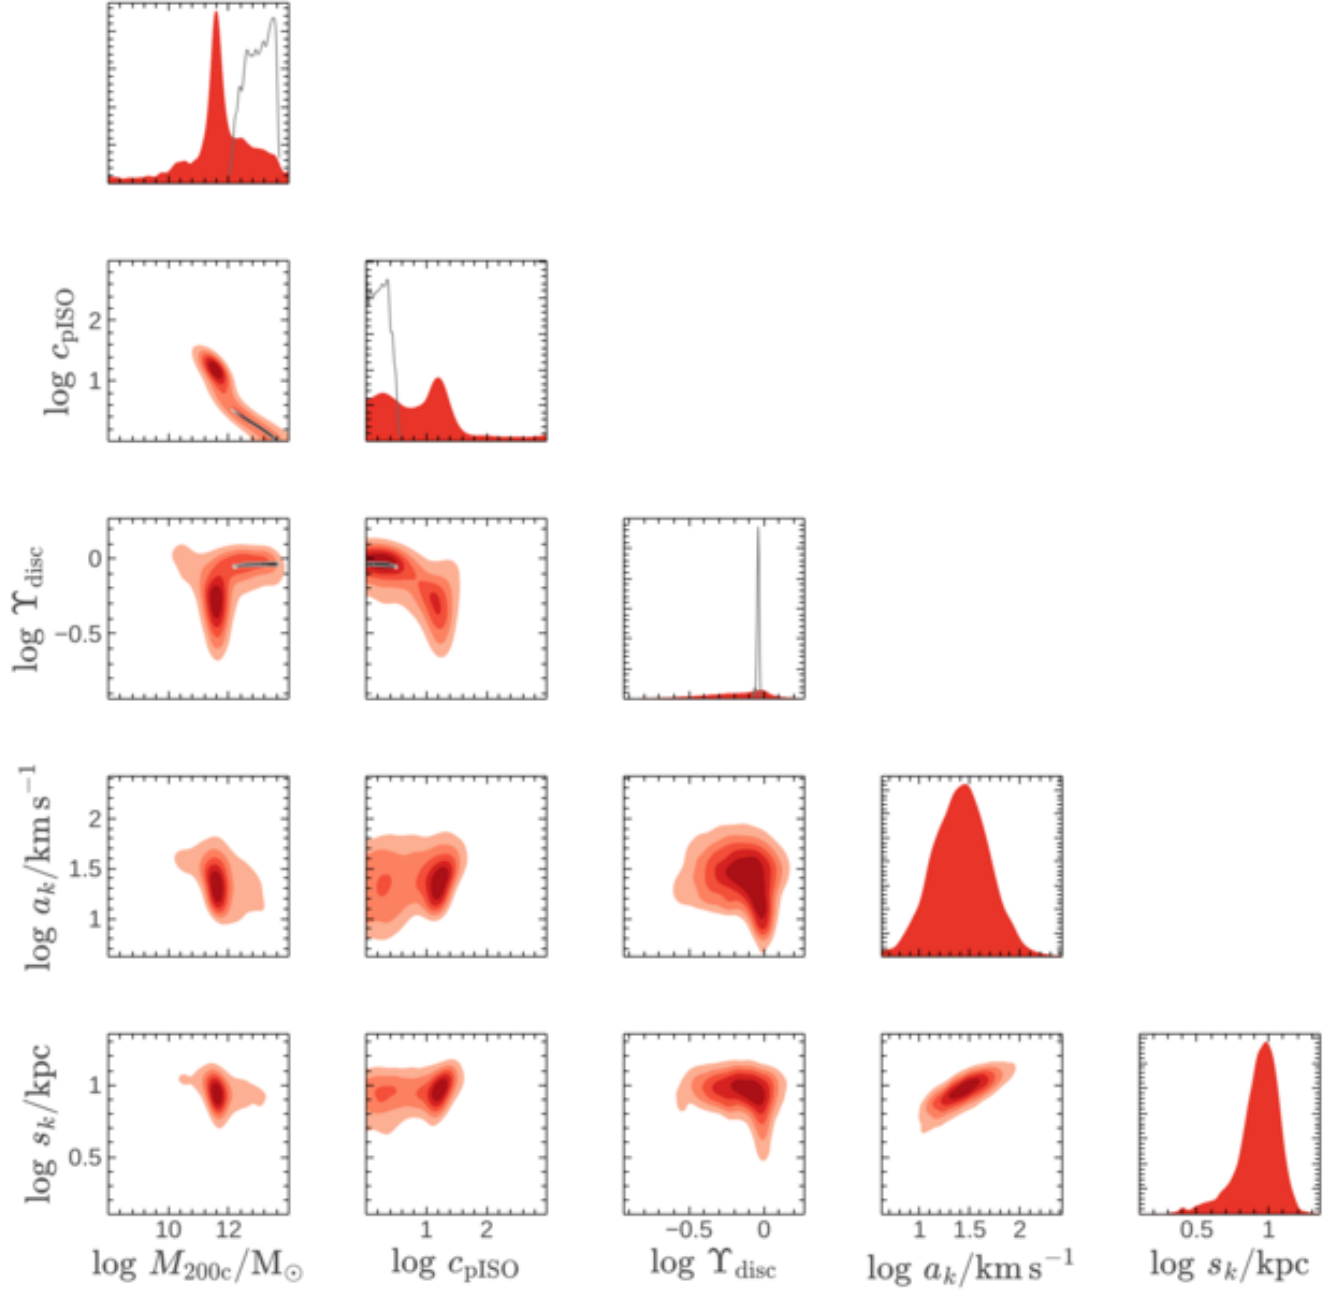 log c_pISO
2
1
log ϒ_disc
0
−0.5
log a_k/km s⁻¹
2
1.5
1
log s_k/kpc
1
0.5
10 12
1 2
−0.5 0
1 1.5 2
0.5 1
log M_200c/M_⊙
log c_pISO
log ϒ_disc
log a_k/km s⁻¹
log s_k/kpc